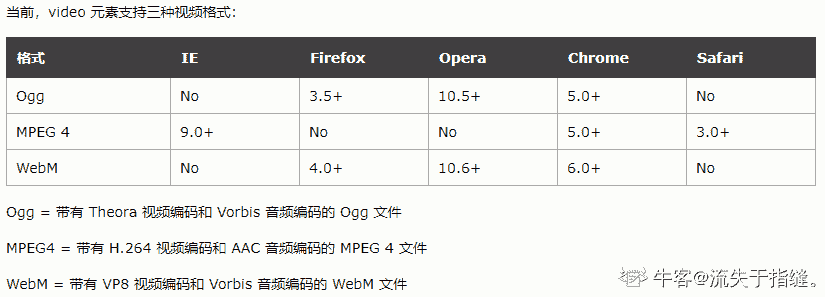 当前，video 元素支持三种视频格式：
格式 IE Firefox Opera Chrome Safari
Ogg No 3.5+ 10.5+ 5.0+ No
MPEG 4 9.0+ No No 5.0+ 3.0+
WebM No 4.0+ 10.6+ 6.0+ No
Ogg = 带有 Theora 视频编码和 Vorbis 音频编码的 Ogg 文件
MPEG4 = 带有 H.264 视频编码和 AAC 音频编码的 MPEG 4 文件
WebM = 带有 VP8 视频编码和 Vorbis 音频编码的 WebM 文件
牛客@流失于指缝。